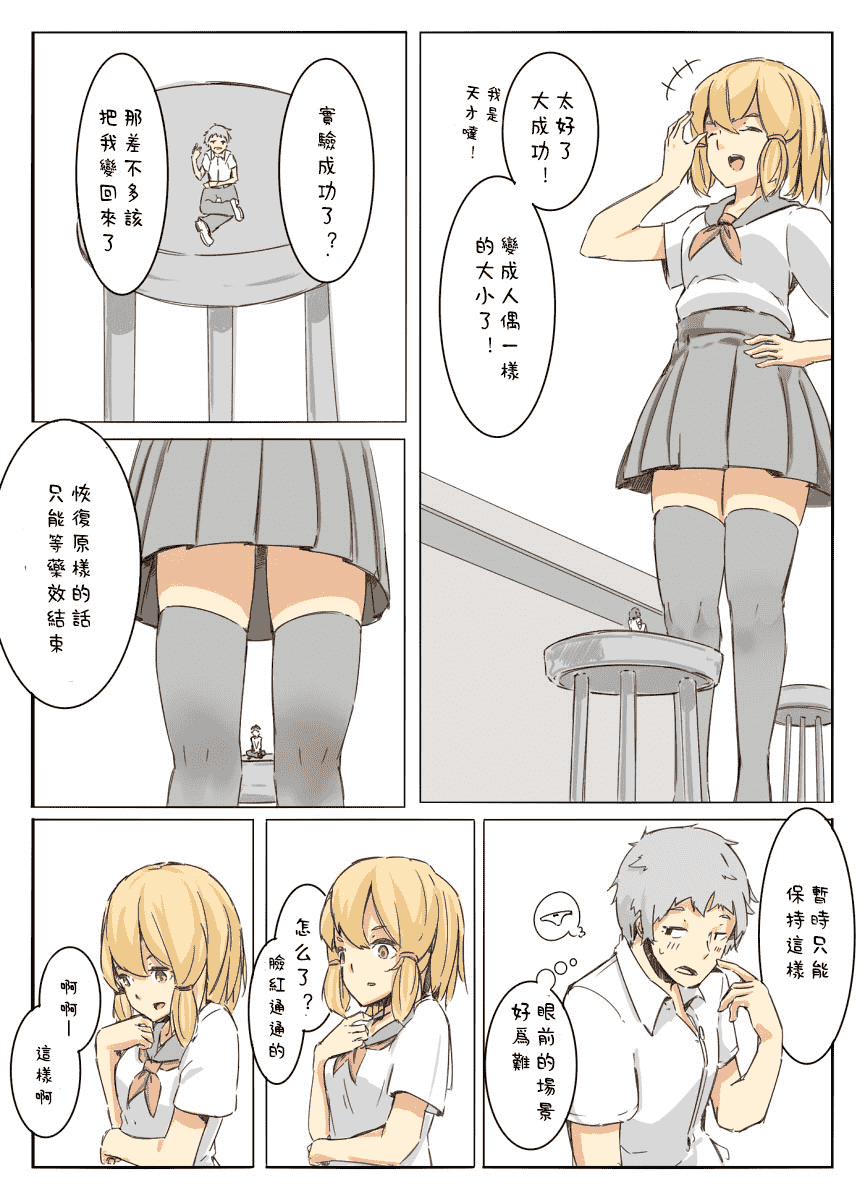 太好了
大成功！
我是
天才噠！
變成人偶一樣
的大小了！
實驗成功了？
那差不多該
把我變回來了
恢復原樣的話
只能等藥效結束
暫時只能
保持這樣
眼前的場景
好爲難
怎么了？
臉紅通通的
啊啊ー
這樣啊